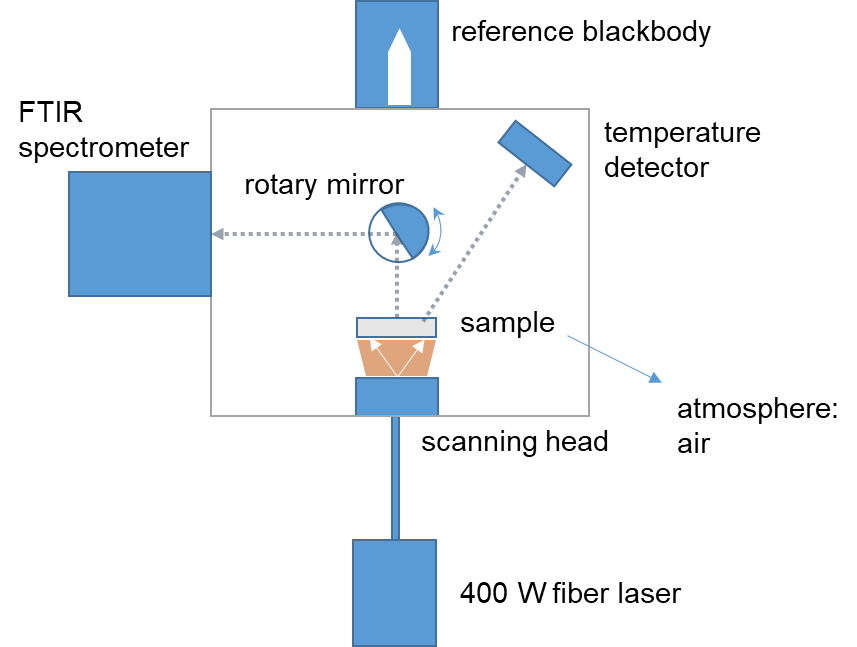 reference blackbody
FTIR
spectrometer
temperature
detector
rotary mirror
sample
atmosphere:
air
scanning head
400 W fiber laser